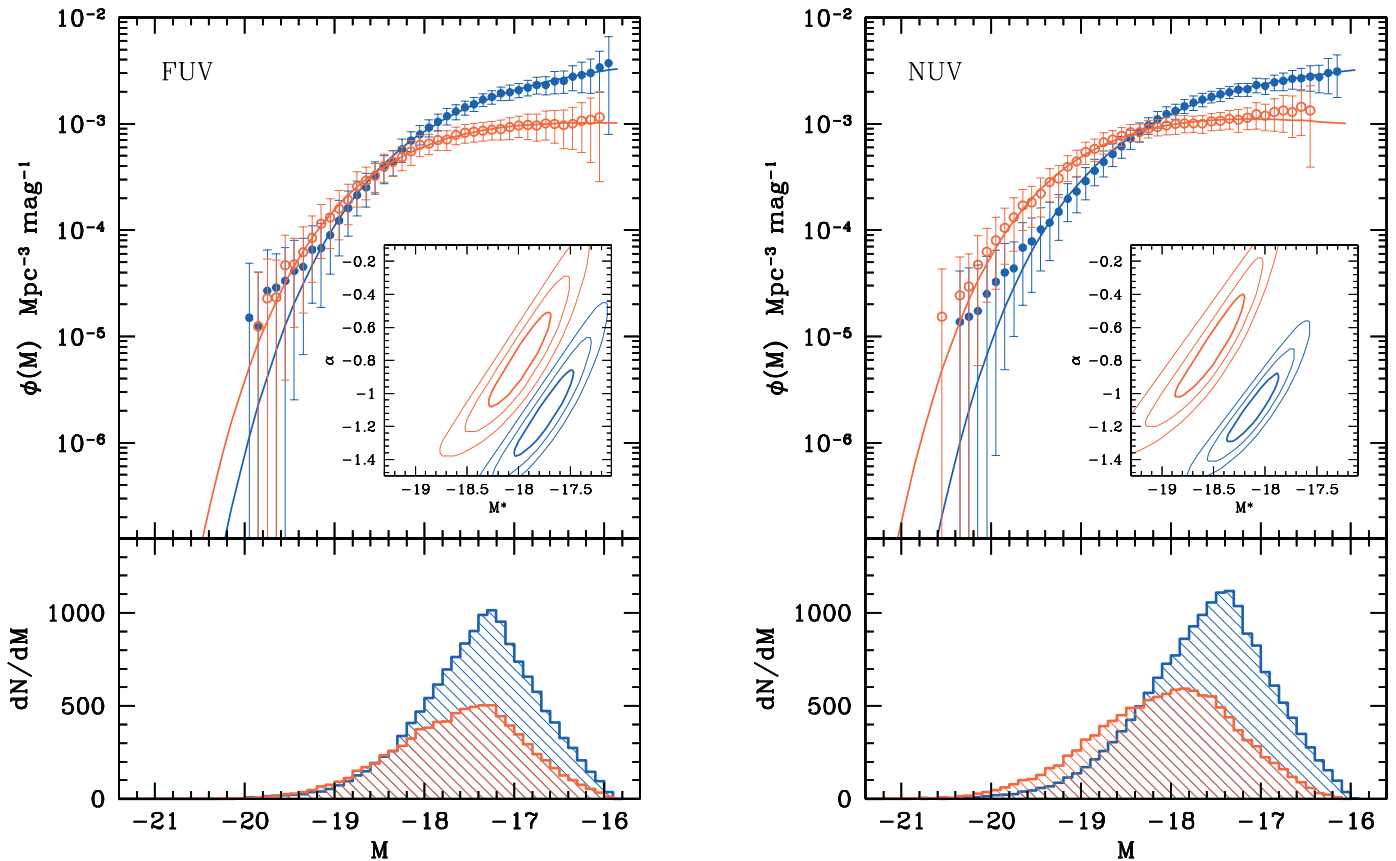 10⁻²
10⁻³
10⁻⁴
10⁻⁵
10⁻⁶
ϕ(M) Mpc⁻³ mag⁻¹
FUV
−0.2
−0.4
−0.6
−0.8
−1
−1.2
−1.4
α
−19 −18.5 −18 −17.5
M*
1000
500
0
dN/dM
−21 −20 −19 −18 −17 −16
M
10⁻²
10⁻³
10⁻⁴
10⁻⁵
10⁻⁶
ϕ(M) Mpc⁻³ mag⁻¹
NUV
−0.2
−0.4
−0.6
−0.8
−1
−1.2
−1.4
α
−19 −18.5 −18 −17.5
M*
1000
500
0
dN/dM
−21 −20 −19 −18 −17 −16
M